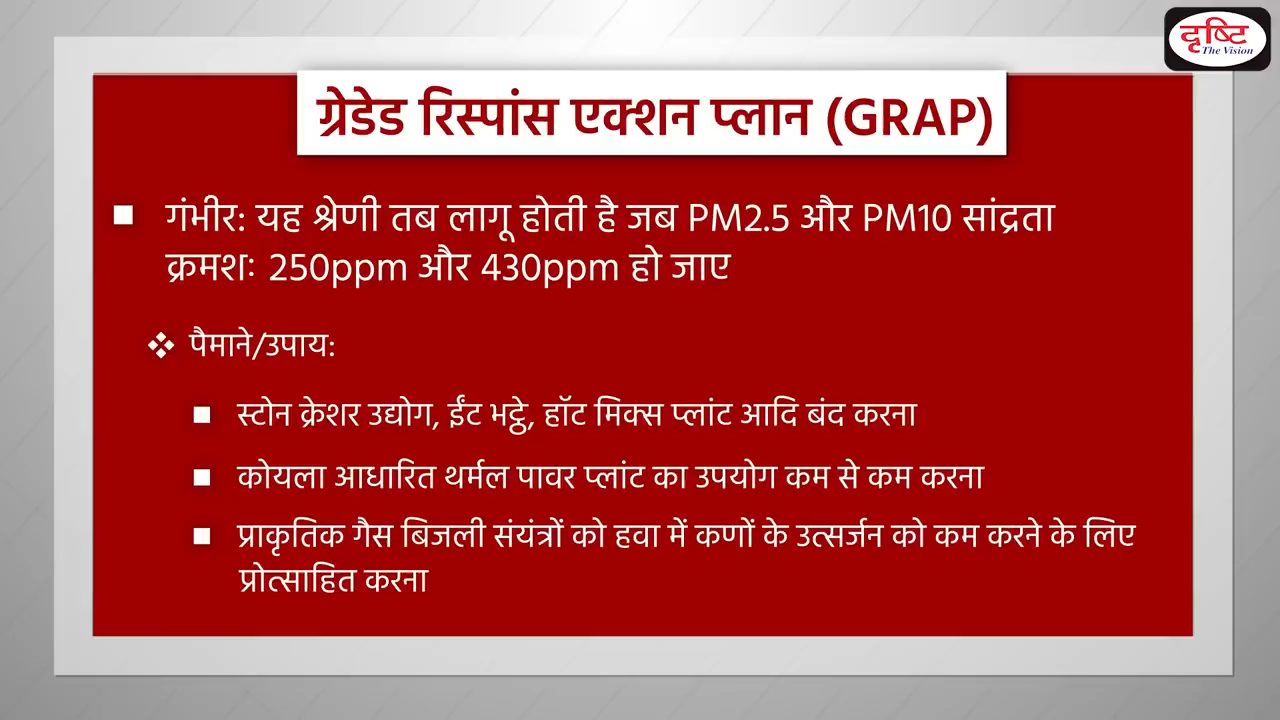 दृष्टि
The Vision
ग्रेडेड रिस्पांस एक्शन प्लान (GRAP)
गंभीर: यह श्रेणी तब लागू होती है जब PM2.5 और PM10 सांद्रता
क्रमशः 250ppm और 430ppm हो जाए
पैमाने/उपाय:
स्टोन क्रेशर उद्योग, ईंट भट्ठे, हॉट मिक्स प्लांट आदि बंद करना
कोयला आधारित थर्मल पावर प्लांट का उपयोग कम से कम करना
प्राकृतिक गैस बिजली संयंत्रों को हवा में कणों के उत्सर्जन को कम करने के लिए
प्रोत्साहित करना